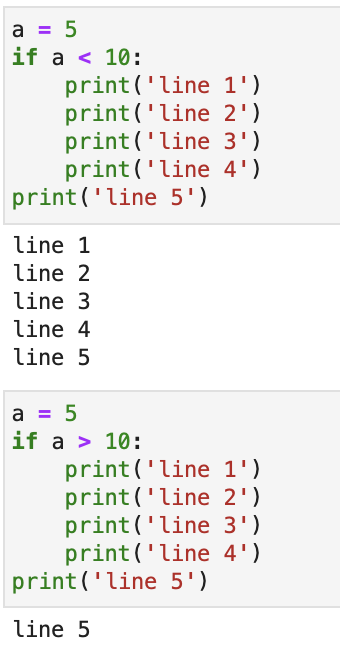 a = 5
if a < 10:
    print('line 1')
    print('line 2')
    print('line 3')
    print('line 4')
print('line 5')
line 1
line 2
line 3
line 4
line 5
a = 5
if a > 10:
    print('line 1')
    print('line 2')
    print('line 3')
    print('line 4')
print('line 5')
line 5